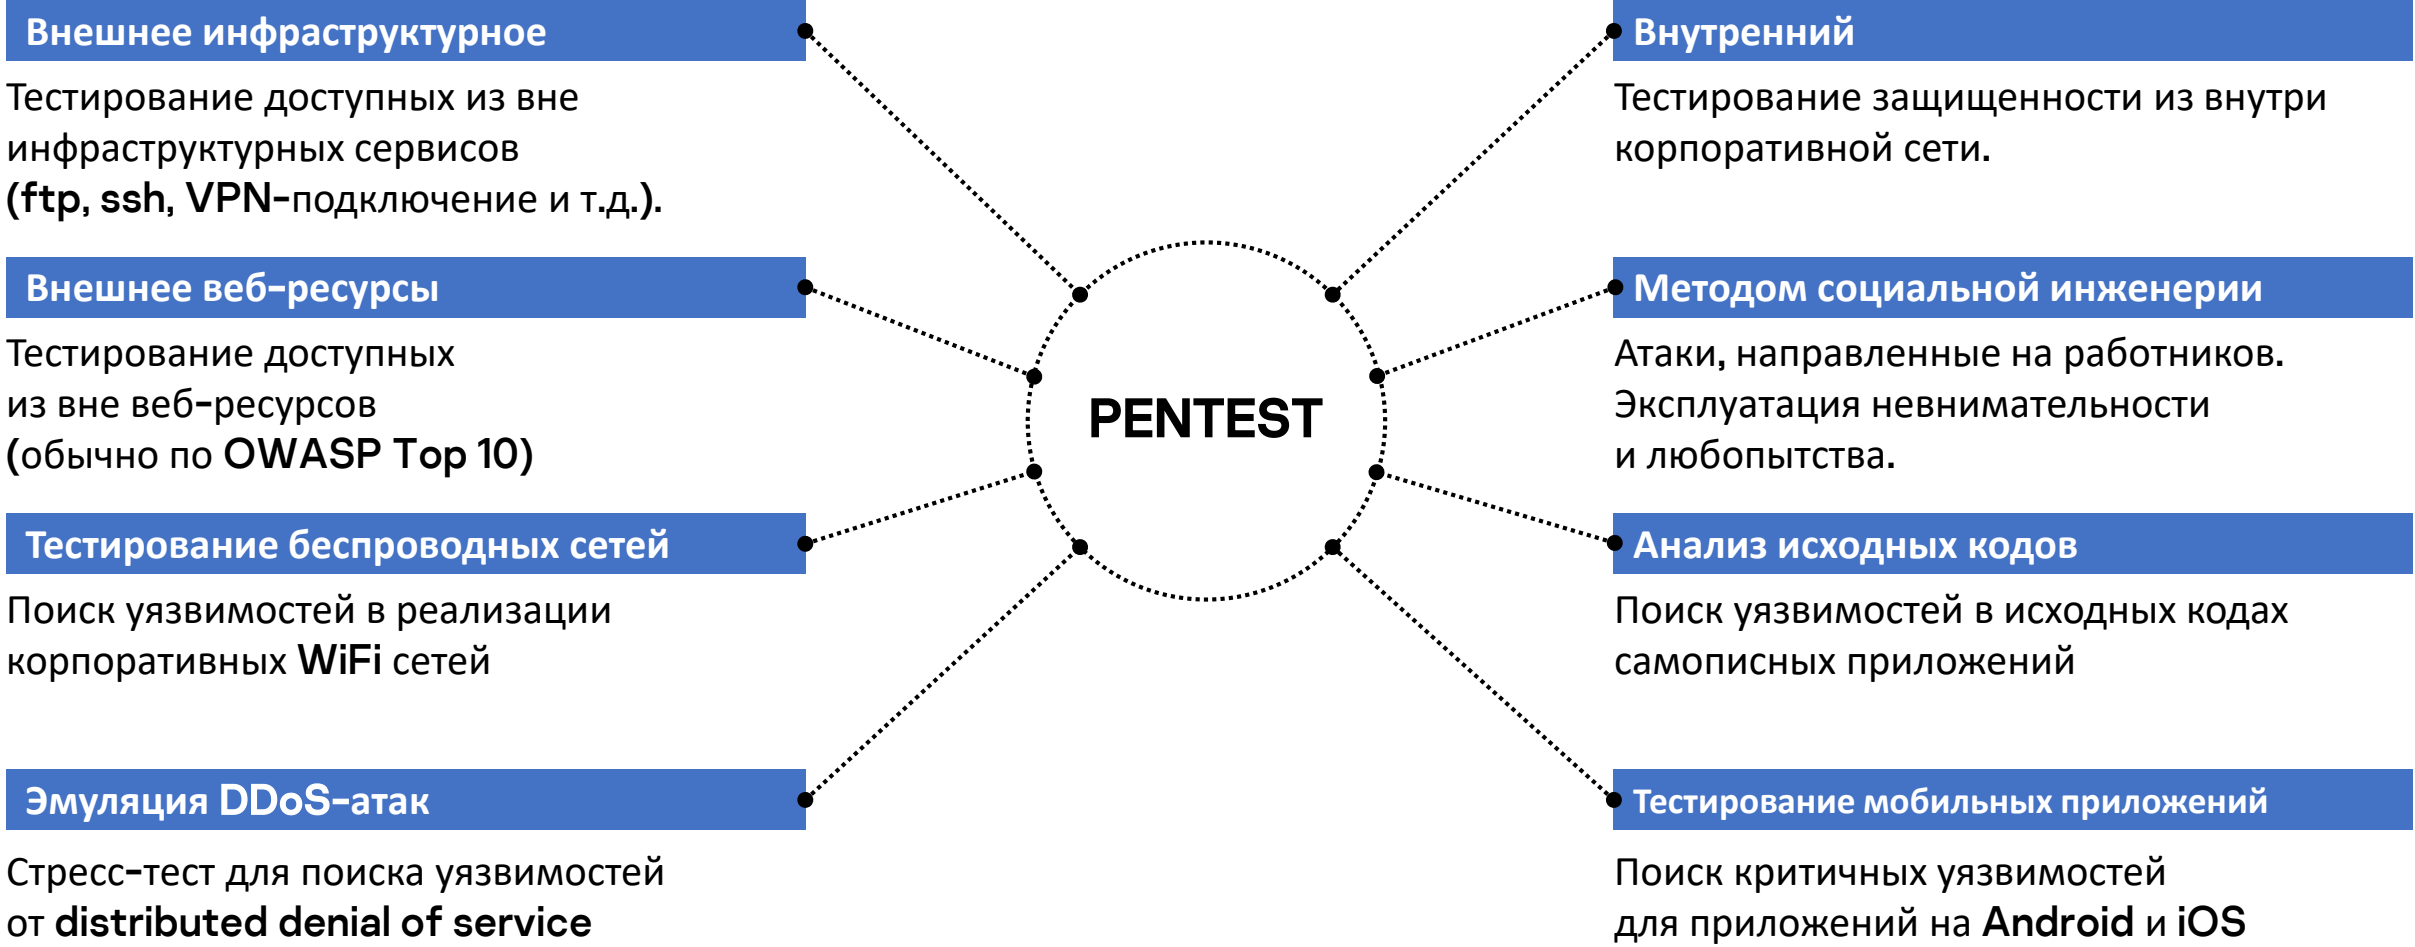 Внешнее инфраструктурное
Тестирование доступных из вне
инфраструктурных сервисов
(ftp, ssh, VPN-подключение и т.д.).
Внешнее веб-ресурсы
Тестирование доступных
из вне веб-ресурсов
(обычно по OWASP Top 10)
Тестирование беспроводных сетей
Поиск уязвимостей в реализации
корпоративных WiFi сетей
Эмуляция DDoS-атак
Стресс-тест для поиска уязвимостей
от distributed denial of service
PENTEST
Внутренний
Тестирование защищенности из внутри
корпоративной сети.
Методом социальной инженерии
Атаки, направленные на работников.
Эксплуатация невнимательности
и любопытства.
Анализ исходных кодов
Поиск уязвимостей в исходных кодах
самописных приложений
Тестирование мобильных приложений
Поиск критичных уязвимостей
для приложений на Android и iOS